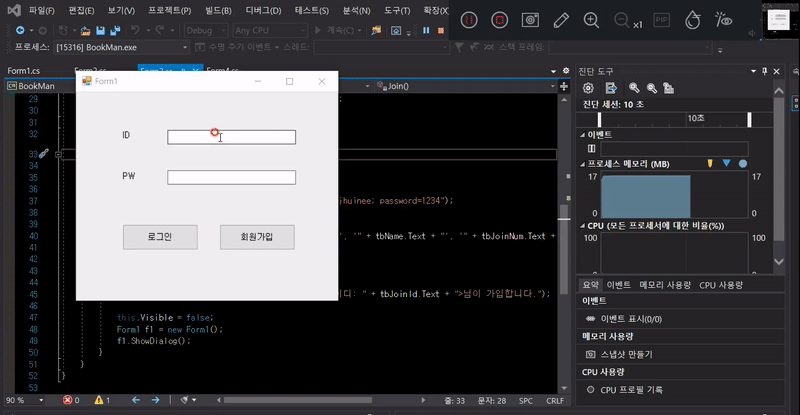 파일(F) 편집(E) 보기(V) 프로젝트(P) 빌드(B) 디버그(D) 테스트(S) 분석(N) 도구(T) 확장(X)
Debug Any CPU 계속(C)
x1 PIP
프로세스: [15316] BookMan.exe 수명 주기 이벤트 스레드: 스택 프레임:
Form1.cs Form4.cs
BookMan Join()
Form1
29
30
31
32
33
34
35
36
37
38 ihuinee; password=1234");
39
40 , '" + tbName.Text + "', '" + tbJoinNum.Text +
41
42
43
44
45 이디: " + tbJoinId.Text + ">님이 가입합니다.");
46
47 this.Visible = false;
48 Form1 f1 = new Form1();
49 f1.ShowDialog();
50 }
51 }
52 }
53
ID
PW
로그인 회원가입
90 % 0 1 줄: 33 문자: 28 SPC CRLF
진단 도구
진단 세션: 10 초
10초
이벤트
프로세스 메모리 (MB)
17 17
0 0
CPU (모든 프로세서에 대한 비율(%))
100 100
요약 이벤트 메모리 사용량 CPU 사용량
이벤트
이벤트 표시(0/0)
메모리 사용량
스냅샷 만들기
CPU 사용량
CPU 프로필 기록